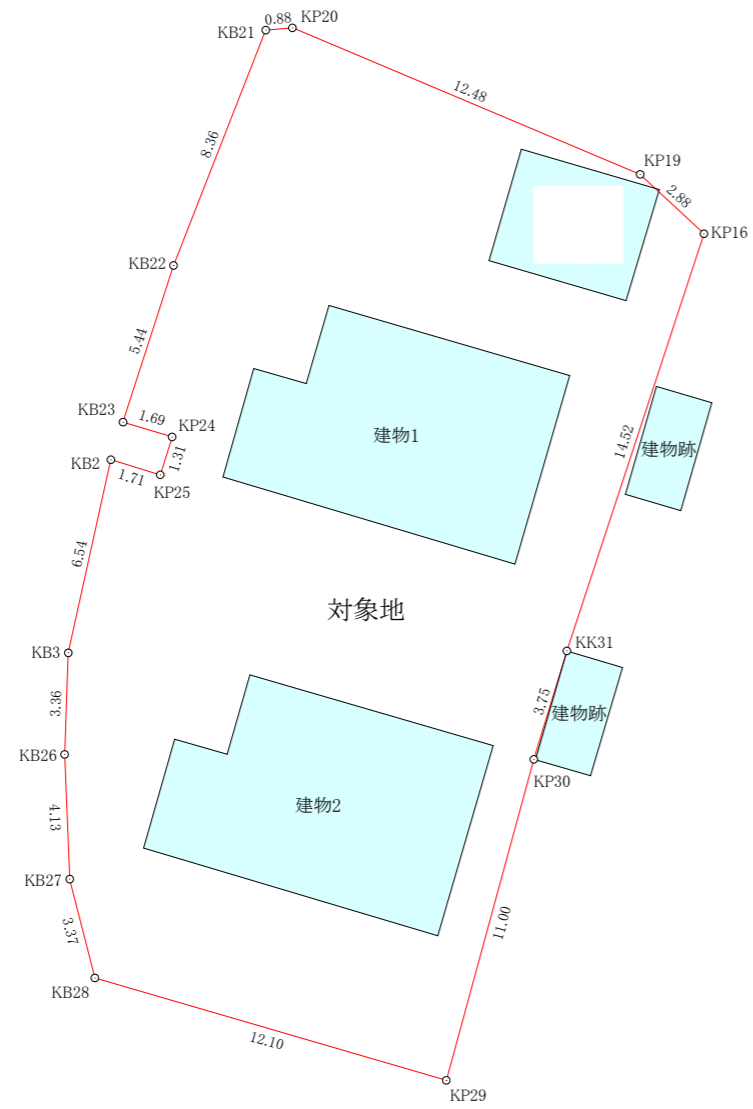 0.88
KP20
KB21
12.48
8.36
KP19
2.88
KP16
KB22
5.44
KB23
1.69
KP24
建物1
14.52
建物跡
KB2
1.71
1.31
KP25
6.54
対象地
KB3
KK31
3.36
3.75
建物跡
KB26
KP30
4.13
建物2
KB27
3.37
11.00
KB28
12.10
KP29